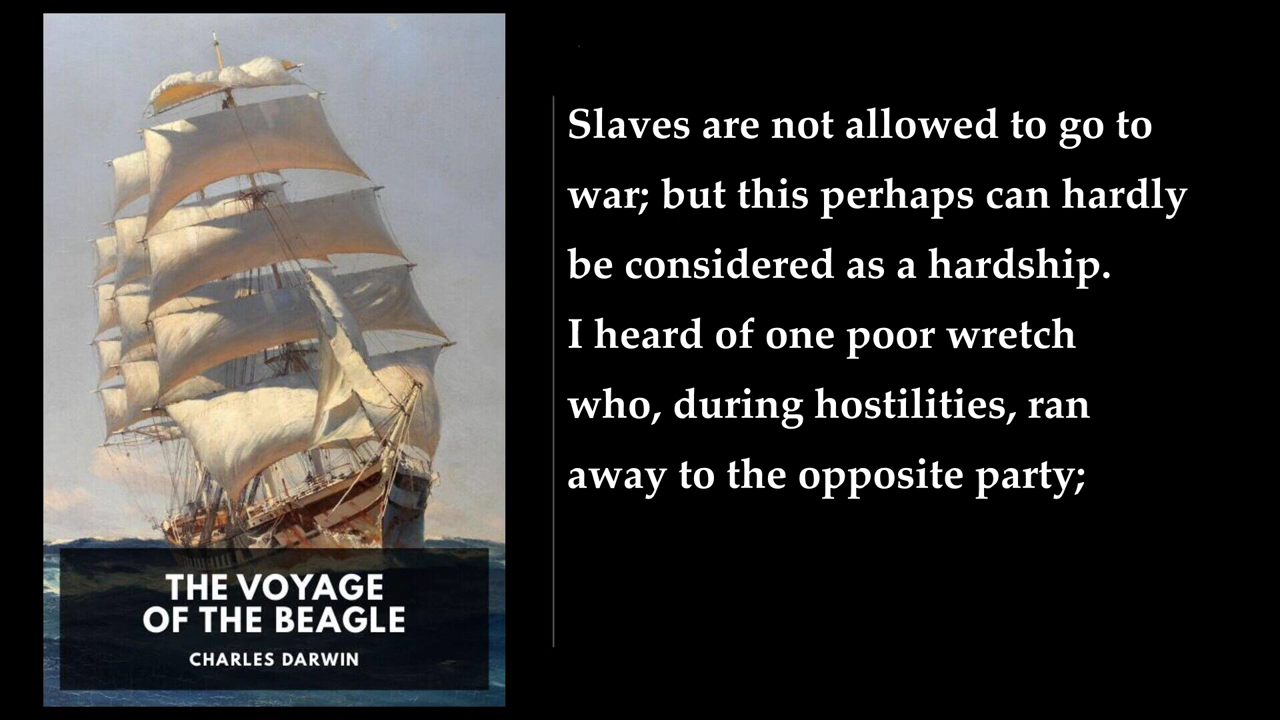 THE VOYAGE
OF THE BEAGLE
CHARLES DARWIN
Slaves are not allowed to go to
war; but this perhaps can hardly
be considered as a hardship.
I heard of one poor wretch
who, during hostilities, ran
away to the opposite party;